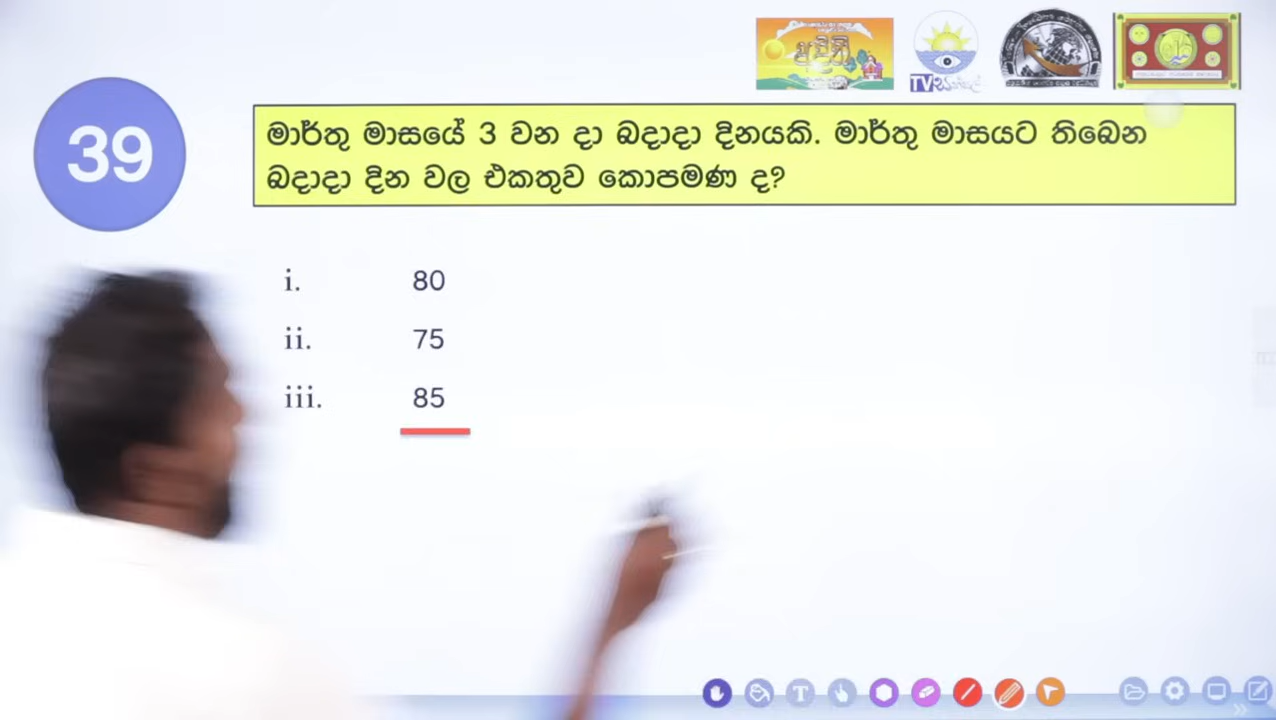 39
මාර්තු මාසයේ 3 වන දා බදාදා දිනයකි. මාර්තු මාසයට තිබෙන
බදාදා දින වල එකතුව කොපමණ ද?
i. 80
ii. 75
iii. 85